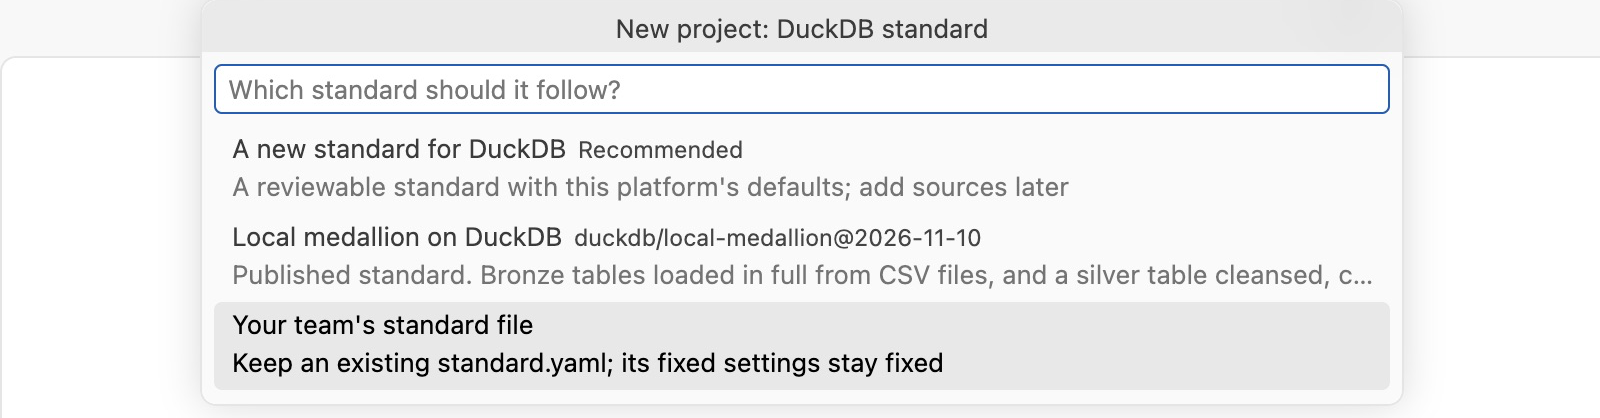 New project: DuckDB standard
Which standard should it follow?
A new standard for DuckDB Recommended
A reviewable standard with this platform's defaults; add sources later
Local medallion on DuckDB duckdb/local-medallion@2026-11-10
Published standard. Bronze tables loaded in full from CSV files, and a silver table cleansed, c...
Your team's standard file
Keep an existing standard.yaml; its fixed settings stay fixed